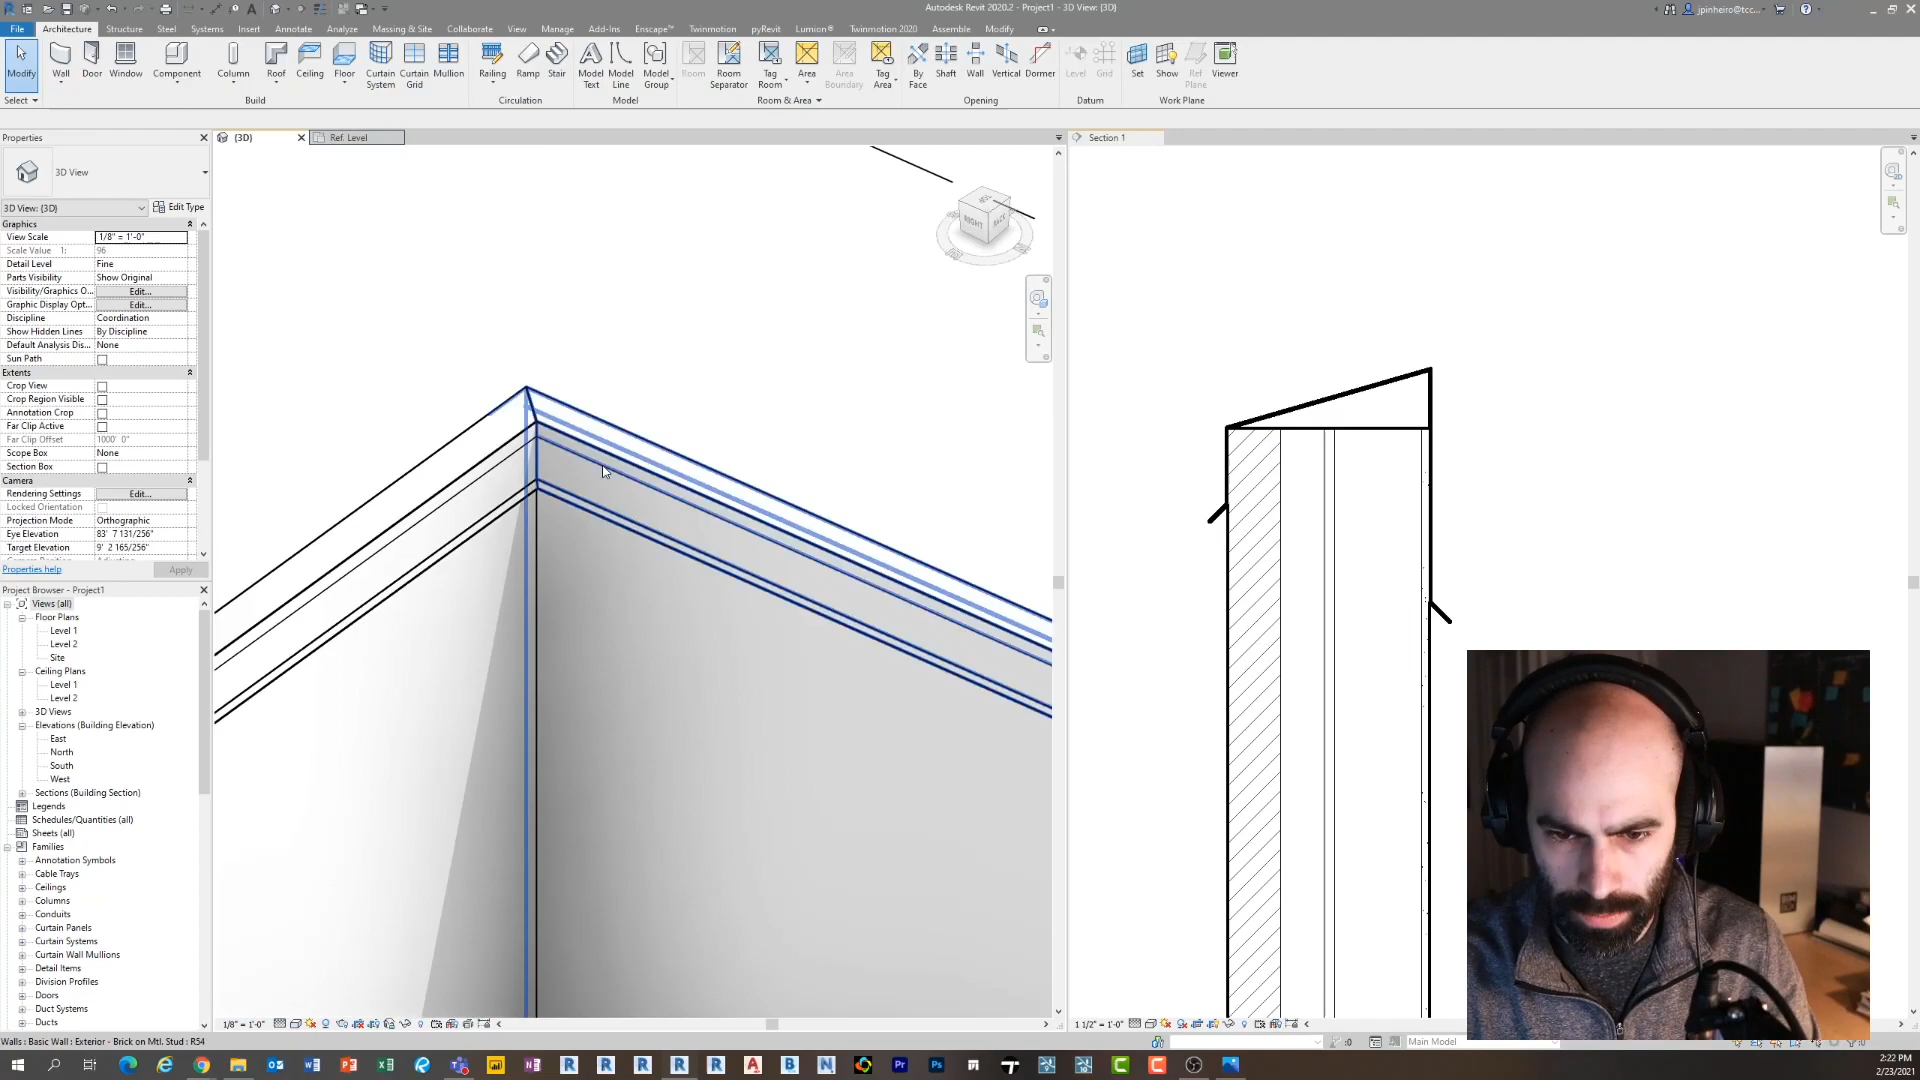 Autodesk Revit 2020.2 - Project1 - 3D View: {3D}
jpinheiro@tcc...
File Architecture Structure Steel Systems Insert Annotate Analyze Massing & Site Collaborate View Manage Add-Ins Enscape™ Twinmotion pyRevit Lumion® Twinmotion 2020 Assemble Modify
Modify Wall Door Window Component Column Roof Ceiling Floor Curtain System Curtain Grid Mullion Railing Ramp Stair Model Text Model Line Model Group Room Room Separator Tag Room Area Area Boundary Tag Area By Face Shaft Wall Vertical Dormer Level Grid Set Show Ref Plane Viewer
Select Build Circulation Model Room & Area Opening Datum Work Plane
Properties
{3D}
Ref. Level
Section 1
3D View
3D View: {3D}
Edit Type
Graphics
View Scale 1/8" = 1'-0"
Scale Value 1: 96
Detail Level Fine
Parts Visibility Show Original
Visibility/Graphics O... Edit...
Graphic Display Opt... Edit...
Discipline Coordination
Show Hidden Lines By Discipline
Default Analysis Dis... None
Sun Path
Extents
Crop View
Crop Region Visible
Annotation Crop
Far Clip Active
Far Clip Offset 1000' 0"
Scope Box None
Section Box
Camera
Rendering Settings Edit...
Locked Orientation
Projection Mode Orthographic
Eye Elevation 83' 7 131/256"
Target Elevation 9' 2 165/256"
Properties help
Apply
Project Browser - Project1
Views (all)
Floor Plans
Level 1
Level 2
Site
Ceiling Plans
Level 1
Level 2
3D Views
Elevations (Building Elevation)
East
North
South
West
Sections (Building Section)
Legends
Schedules/Quantities (all)
Sheets (all)
Families
Annotation Symbols
Cable Trays
Ceilings
Columns
Conduits
Curtain Panels
Curtain Systems
Curtain Wall Mullions
Detail Items
Division Profiles
Doors
Duct Systems
Ducts
TOP
RIGHT
BACK
1/8" = 1'-0"
1 1/2" = 1'-0"
Walls : Basic Wall : Exterior - Brick on Mtl. Stud : R54
:0
Main Model
2:22 PM
2/23/2021